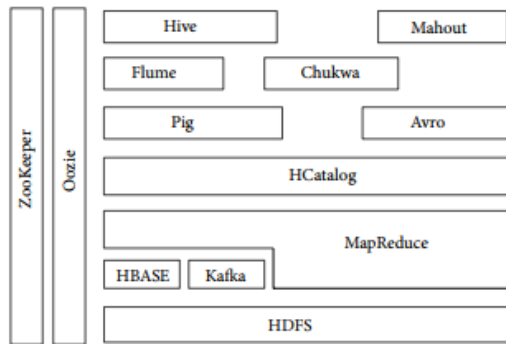 ZooKeeper
Oozie
Hive
Mahout
Flume
Chukwa
Pig
Avro
HCatalog
MapReduce
HBASE
Kafka
HDFS